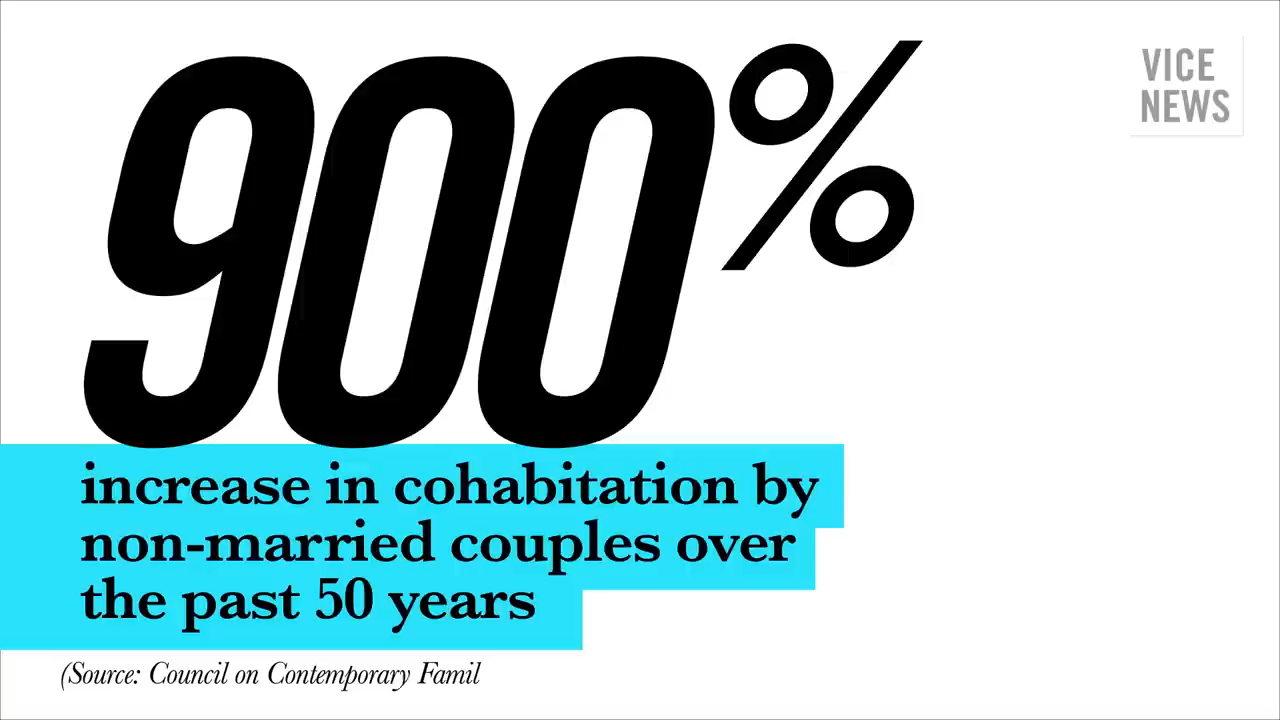 900%
VICE
NEWS
increase in cohabitation by
non-married couples over
the past 50 years
(Source: Council on Contemporary Famil